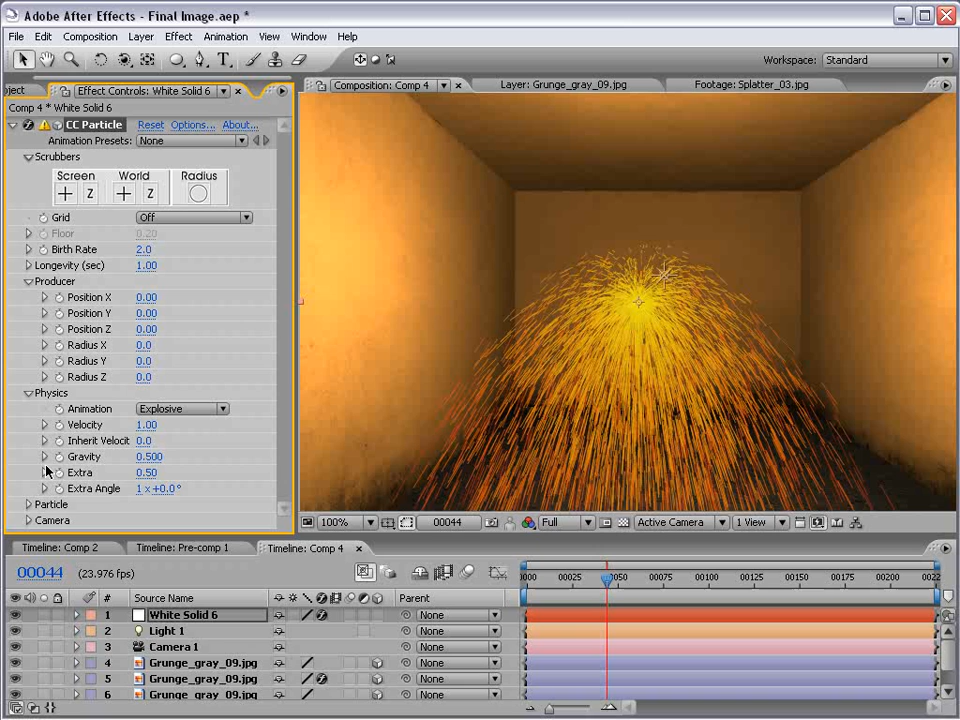 Adobe After Effects - Final Image.aep *
File Edit Composition Layer Effect Animation View Window Help
Workspace: Standard
ject Effect Controls: White Solid 6
Composition: Comp 4 Layer: Grunge_gray_09.jpg Footage: Splatter_03.jpg
Comp 4 * White Solid 6
CC Particle Reset Options... About...
Animation Presets: None
Scrubbers
Screen World Radius
Z Z
Grid Off
Floor 0.20
Birth Rate 2.0
Longevity (sec) 1.00
Producer
Position X 0.00
Position Y 0.00
Position Z 0.00
Radius X 0.0
Radius Y 0.0
Radius Z 0.0
Physics
Animation Explosive
Velocity 1.00
Inherit Velocit 0.0
Gravity 0.500
Extra 0.50
Extra Angle 1 x+0.0°
Particle
Camera
100% 00044 Full Active Camera 1 View
Timeline: Comp 2 Timeline: Pre-comp 1 Timeline: Comp 4
00044 (23.976 fps)
0000 00025 00050 00075 00100 00125 00150 00175 00200 0022
# Source Name Parent
1 White Solid 6 None
2 Light 1 None
3 Camera 1 None
4 Grunge_gray_09.jpg None
5 Grunge_gray_09.jpg None
6 Grunge_gray_09.jpg None